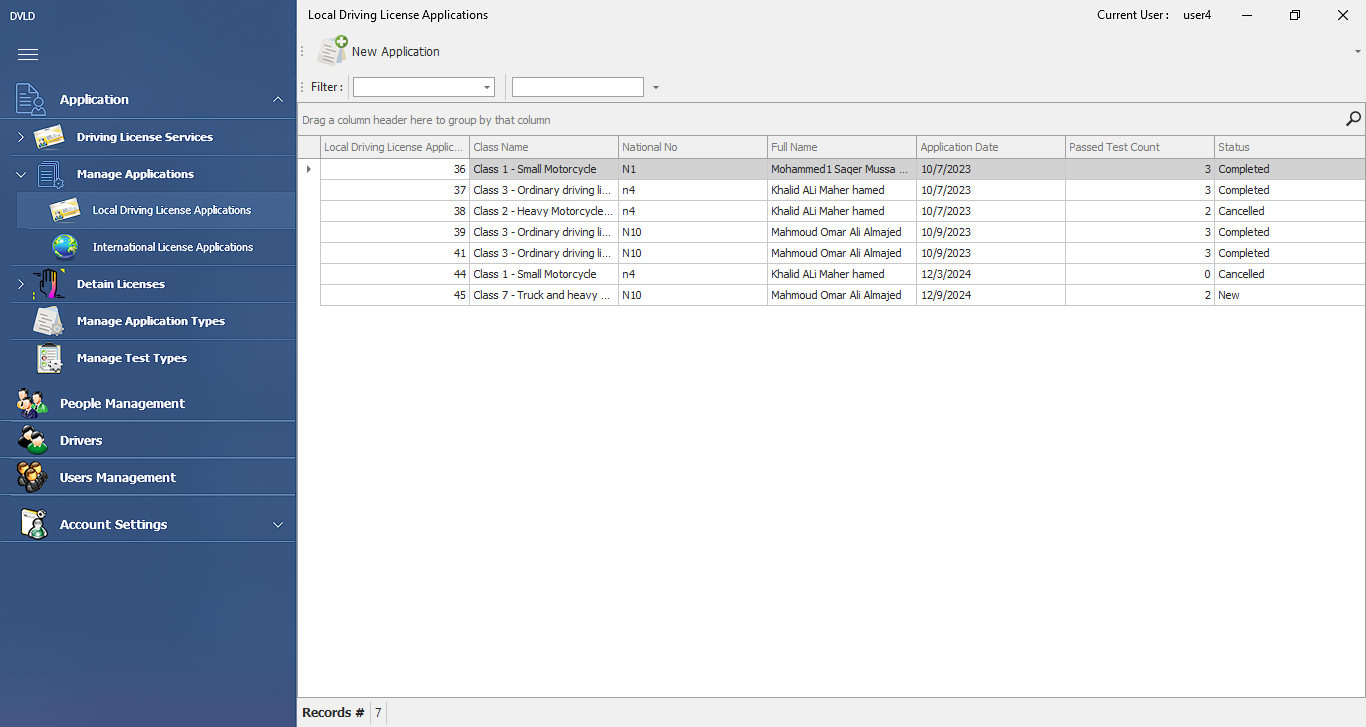 DVLD
Application
Driving License Services
Manage Applications
Local Driving License Applications
International License Applications
Detain Licenses
Manage Application Types
Manage Test Types
People Management
Drivers
Users Management
Account Settings
Local Driving License Applications Current User : user4
New Application
Filter :
Drag a column header here to group by that column
Local Driving License Applic... Class Name National No Full Name Application Date Passed Test Count Status
36 Class 1 - Small Motorcycle N1 Mohammed1 Saqer Mussa ... 10/7/2023 3 Completed
37 Class 3 - Ordinary driving li... n4 Khalid ALi Maher hamed 10/7/2023 3 Completed
38 Class 2 - Heavy Motorcycle... n4 Khalid ALi Maher hamed 10/7/2023 2 Cancelled
39 Class 3 - Ordinary driving li... N10 Mahmoud Omar Ali Almajed 10/9/2023 3 Completed
41 Class 3 - Ordinary driving li... N10 Mahmoud Omar Ali Almajed 10/9/2023 3 Completed
44 Class 1 - Small Motorcycle n4 Khalid ALi Maher hamed 12/3/2024 0 Cancelled
45 Class 7 - Truck and heavy ... N10 Mahmoud Omar Ali Almajed 12/9/2024 2 New
Records # 7